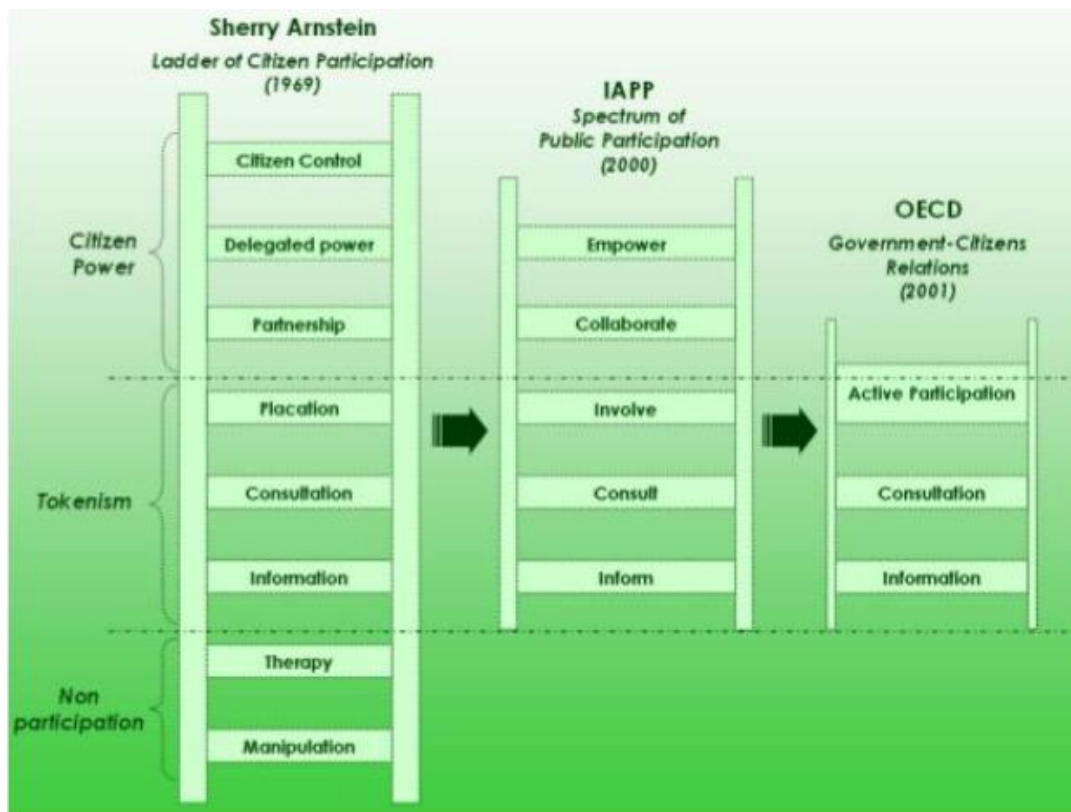 Sherry Arnstein
Ladder of Citizen Participation
(1969)
Citizen Control
Delegated power
Partnership
Placation
Consultation
Information
Therapy
Manipulation
Citizen
Power
Tokenism
Non
participation
IAPP
Spectrum of
Public Participation
(2000)
Empower
Collaborate
Involve
Consult
Inform
OECD
Government-Citizens
Relations
(2001)
Active Participation
Consultation
Information